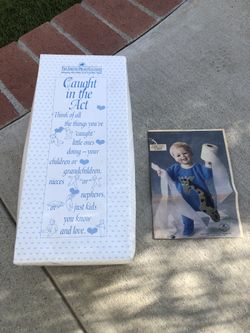 Caught
in the
Act
Think of all
the things you've
"caught"
little ones
doing - your
children or
grandchildren,
nieces or
nephews,
or just kids
you know
and love.